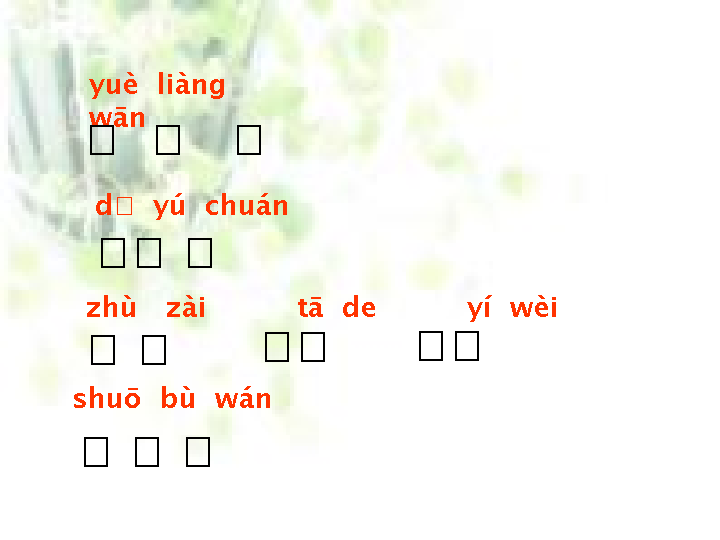 yuè liàng
wān
□ □ □
d□ yú chuán
□□ □
zhù zài tā de yí wèi
□ □ □□ □□
shuō bù wán
□ □ □